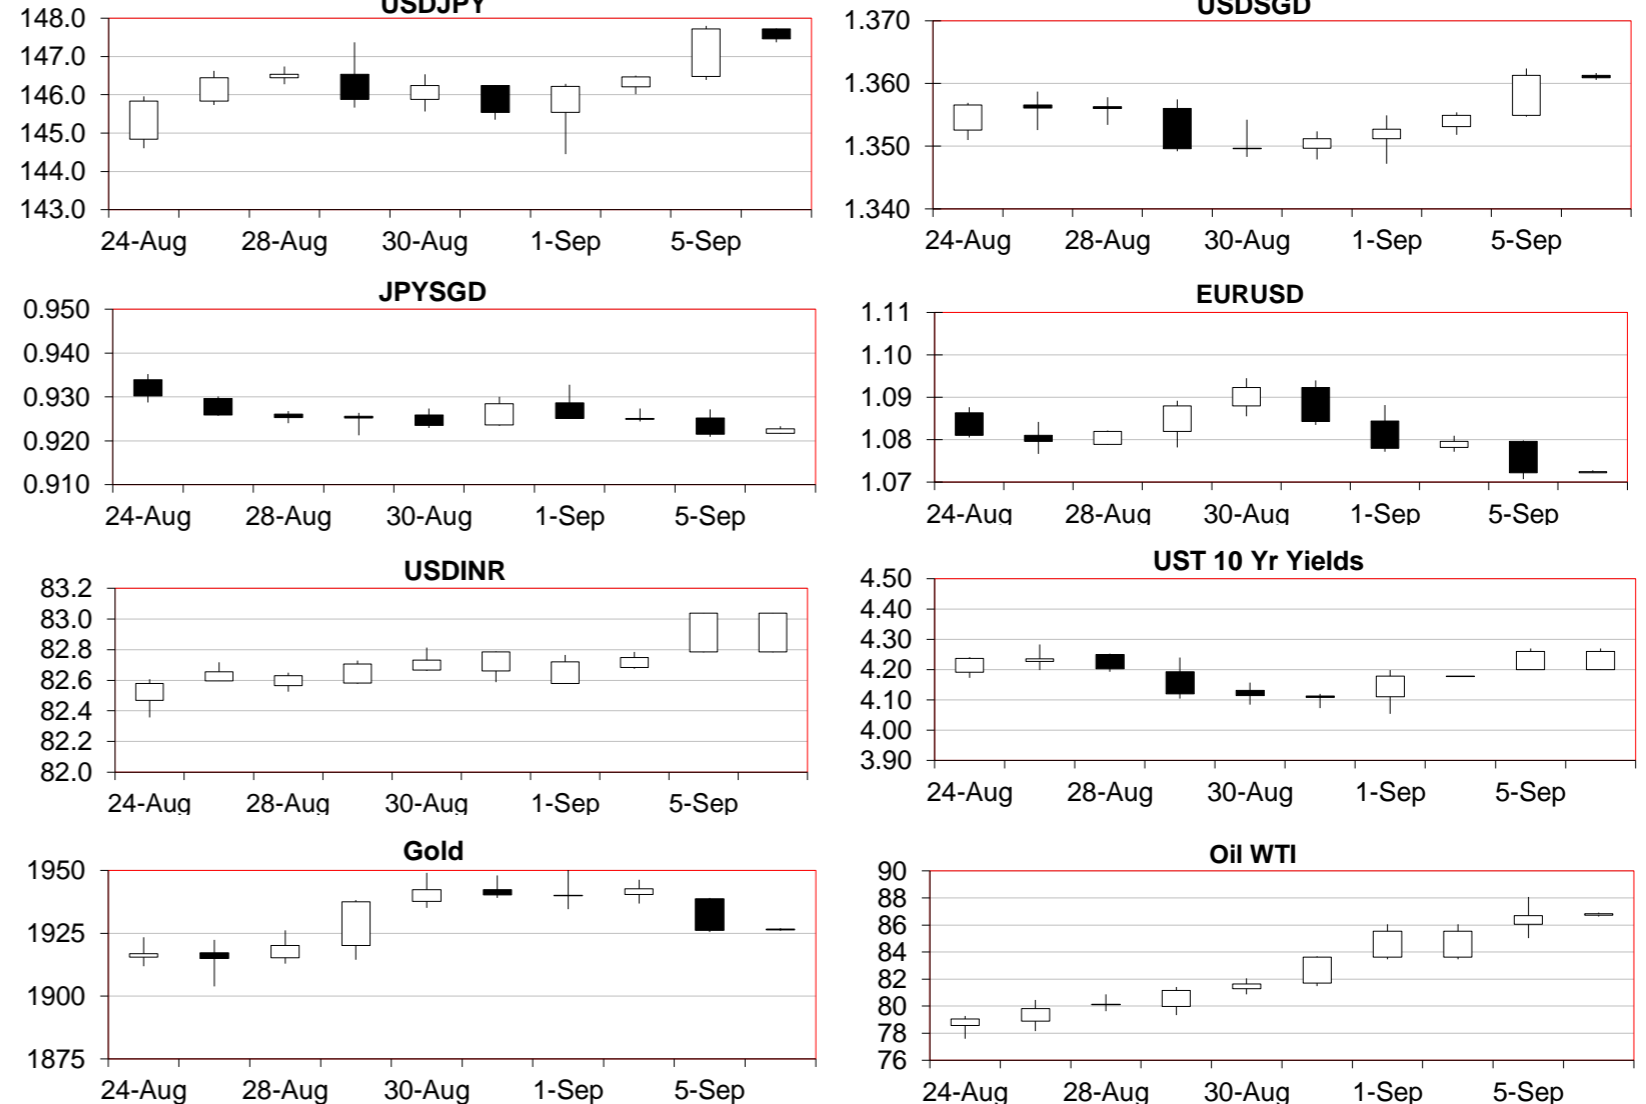 USDJPY
148.0
147.0
146.0
145.0
144.0
143.0
24-Aug 28-Aug 30-Aug 1-Sep 5-Sep
USDSGD
1.370
1.360
1.350
1.340
24-Aug 28-Aug 30-Aug 1-Sep 5-Sep
JPYSGD
0.950
0.940
0.930
0.920
0.910
24-Aug 28-Aug 30-Aug 1-Sep 5-Sep
EURUSD
1.11
1.10
1.09
1.08
1.07
24-Aug 28-Aug 30-Aug 1-Sep 5-Sep
USDINR
83.2
83.0
82.8
82.6
82.4
82.2
82.0
24-Aug 28-Aug 30-Aug 1-Sep 5-Sep
UST 10 Yr Yields
4.50
4.40
4.30
4.20
4.10
4.00
3.90
24-Aug 28-Aug 30-Aug 1-Sep 5-Sep
Gold
1950
1925
1900
1875
24-Aug 28-Aug 30-Aug 1-Sep 5-Sep
Oil WTI
90
88
86
84
82
80
78
76
24-Aug 28-Aug 30-Aug 1-Sep 5-Sep